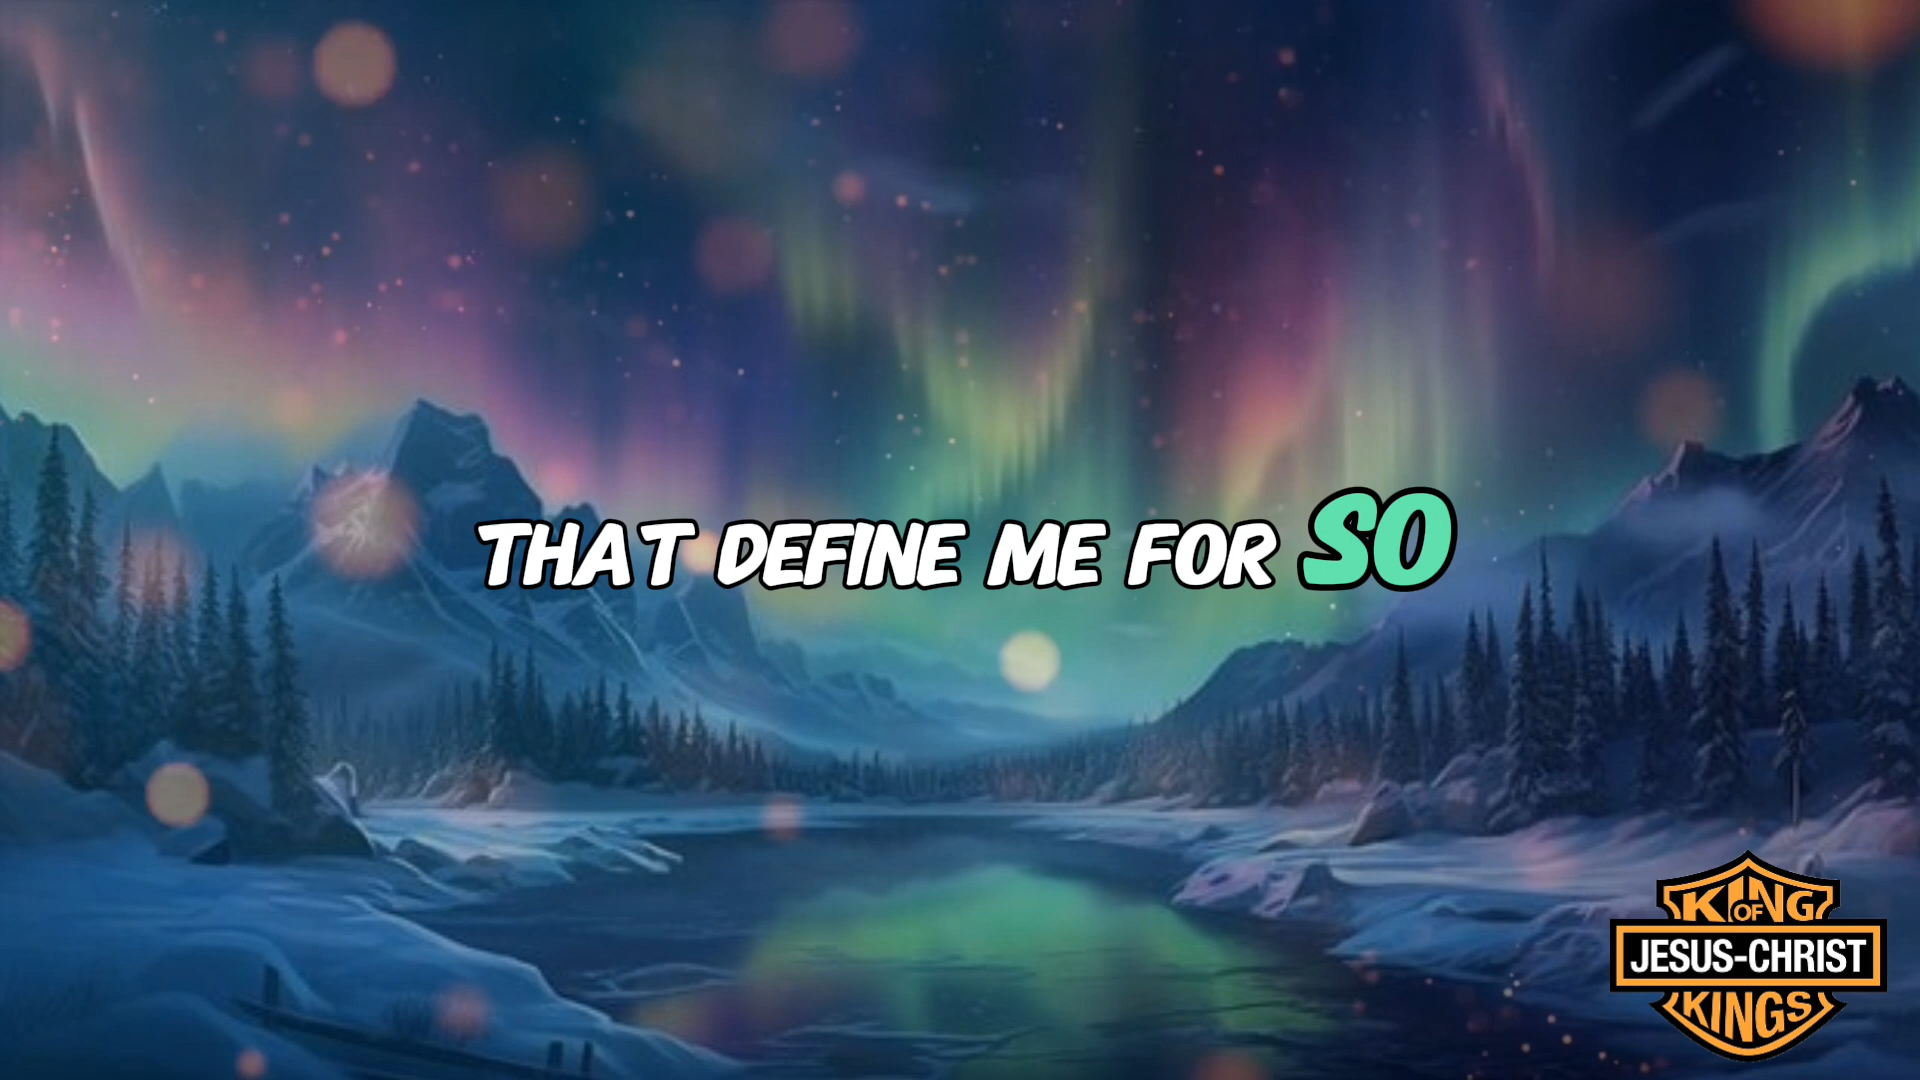 THAT DEFINE ME FOR SO
KING
OF
JESUS-CHRIST
KINGS